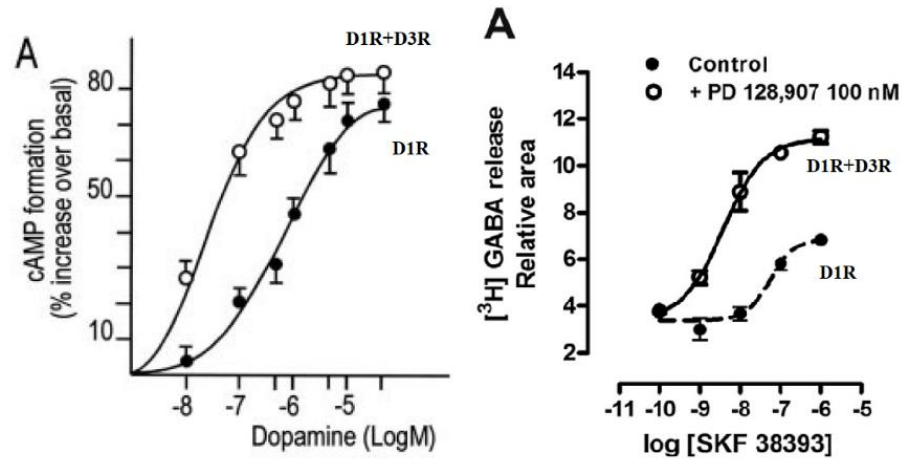 A
D1R+D3R
D1R
cAMP formation
(% increase over basal)
80
50
10
-8
-7
-6
-5
Dopamine (LogM)
A
Control
+ PD 128,907 100 nM
D1R+D3R
D1R
[³H] GABA release
Relative area
14
12
10
8
6
4
2
-11 -10 -9 -8 -7 -6 -5
log [SKF 38393]